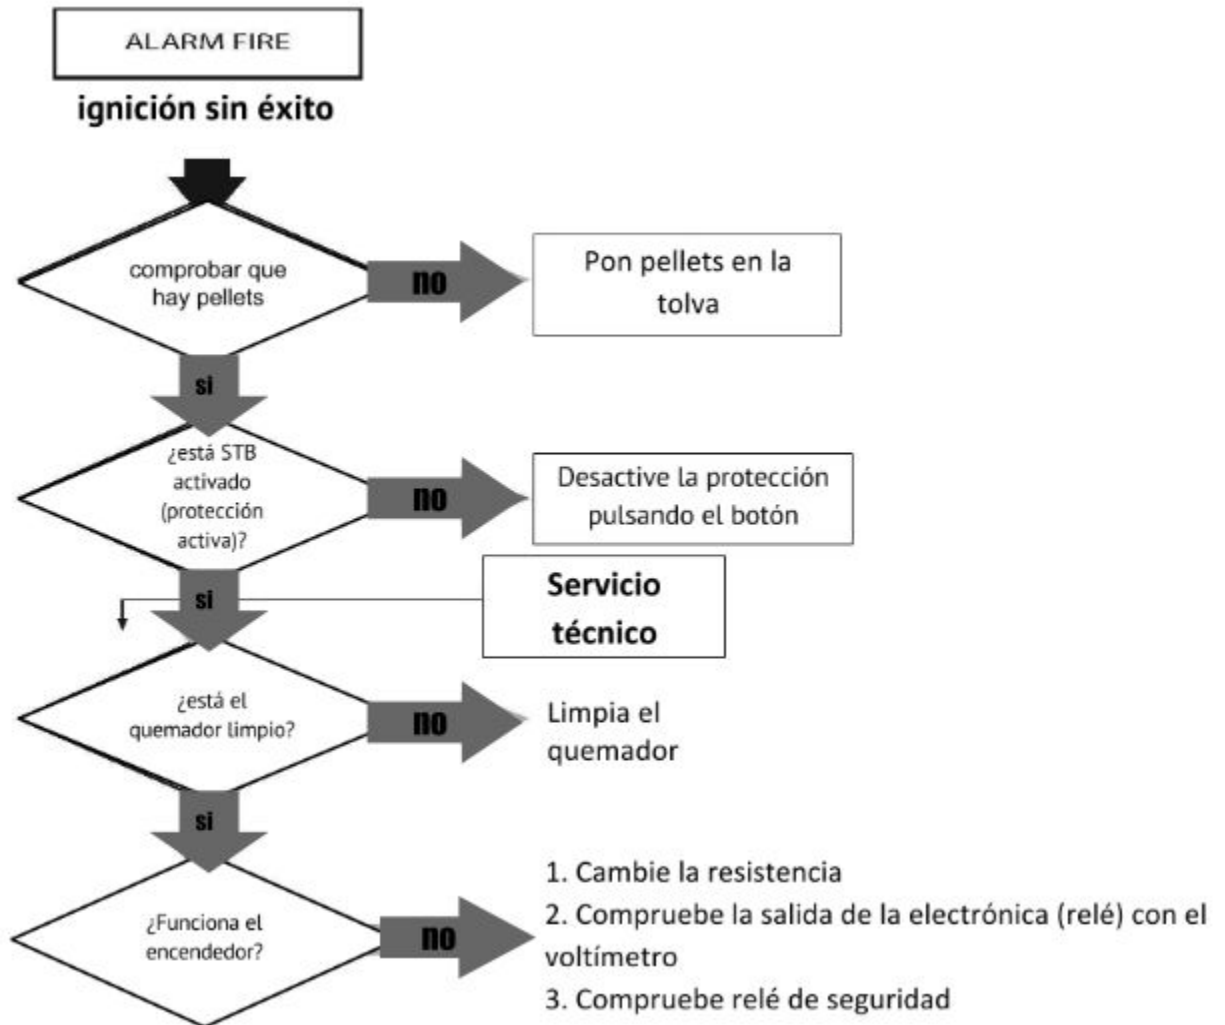 ALARM FIRE
ignición sin éxito
comprobar que
hay pellets
no
Pon pellets en la
tolva
si
¿está STB
activado
(protección
activa)?
no
Desactive la protección
pulsando el botón
si
Servicio
técnico
¿está el
quemador limpio?
no
Limpia el
quemador
si
¿Funciona el
encendedor?
no
1. Cambie la resistencia
2. Compruebe la salida de la electrónica (relé) con el
voltímetro
3. Compruebe relé de seguridad